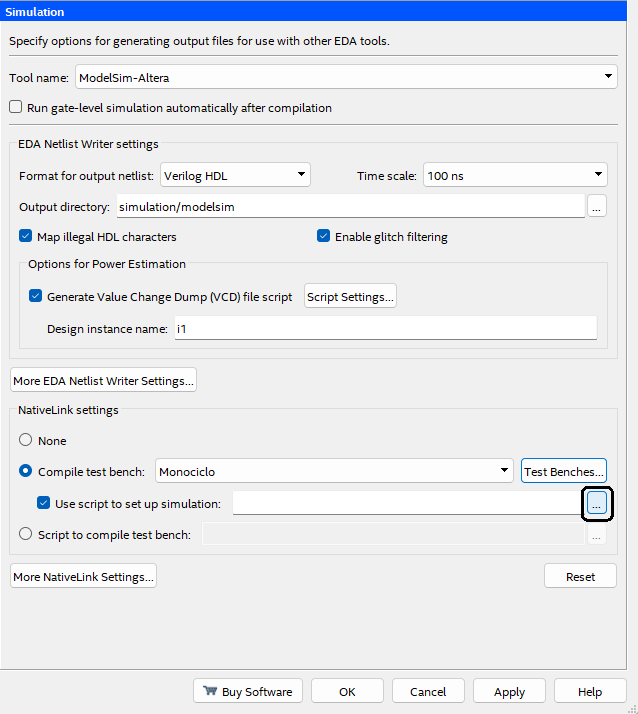 Simulation
Specify options for generating output files for use with other EDA tools.
Tool name: ModelSim-Altera
Run gate-level simulation automatically after compilation
EDA Netlist Writer settings
Format for output netlist: Verilog HDL Time scale: 100 ns
Output directory: simulation/modelsim ...
Map illegal HDL characters Enable glitch filtering
Options for Power Estimation
Generate Value Change Dump (VCD) file script Script Settings...
Design instance name: i1
More EDA Netlist Writer Settings...
NativeLink settings
None
Compile test bench: Monociclo Test Benches...
Use script to set up simulation: ...
Script to compile test bench: ...
More NativeLink Settings... Reset
Buy Software OK Cancel Apply Help